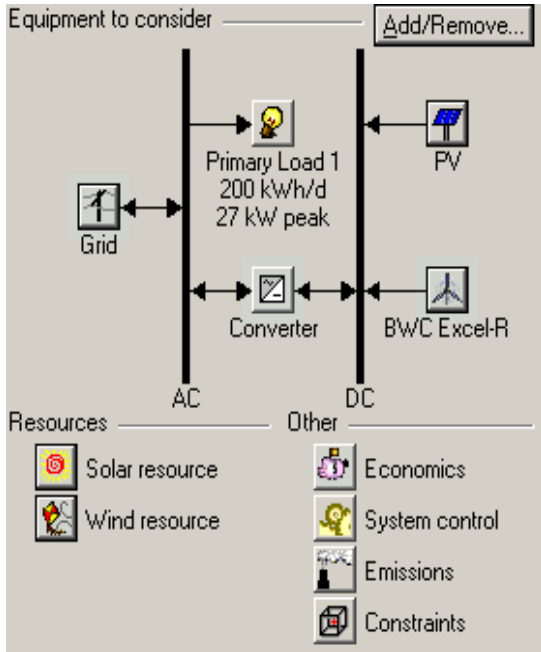 Equipment to consider
Add/Remove...
Primary Load 1
200 kWh/d
27 kW peak
PV
Grid
Converter
BWC Excel-R
AC
DC
Resources
Other
Solar resource
Economics
Wind resource
System control
Emissions
Constraints